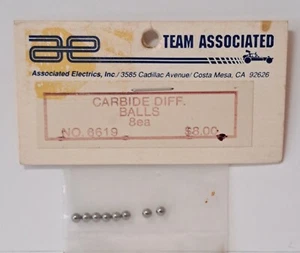 ae TEAM ASSOCIATED
Associated Electrics, Inc./ 3585 Cadillac Avenue/ Costa Mesa, CA 92626
CARBIDE DIFF.
BALLS
8ea
NO. 6619 $8.00